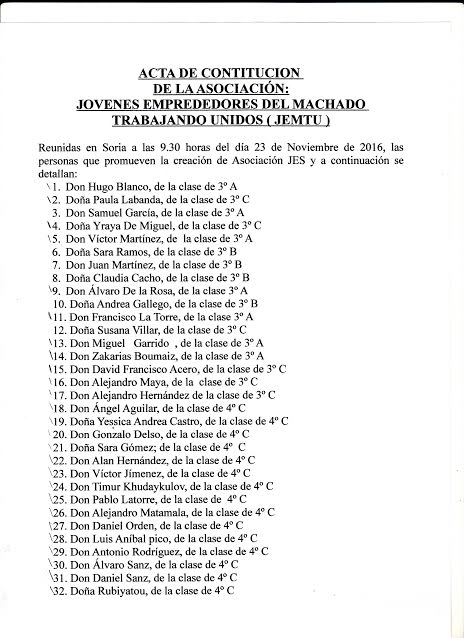 ACTA DE CONTITUCION
DE LA ASOCIACIÓN:
JOVENES EMPREDEDORES DEL MACHADO
TRABAJANDO UNIDOS ( JEMTU )
Reunidas en Soria a las 9.30 horas del día 23 de Noviembre de 2016, las
personas que promueven la creación de Asociación JES y a continuación se
detallan:
\1. Don Hugo Blanco, de la clase de 3º A
\2. Doña Paula Labanda, de la clase de 3º C
3. Don Samuel García, de la clase de 3º A
\4. Doña Yraya De Miguel, de la clase de 3º C
\5. Don Víctor Martínez, de la clase de 3º A
6. Doña Sara Ramos, de la clase de 3º B
7. Don Juan Martínez, de la clase de 3º B
8. Doña Claudia Cacho, de la clase de 3º B
\9. Don Álvaro De la Rosa, de la clase de 3º A
10. Doña Andrea Gallego, de la clase de 3º B
\11. Don Francisco La Torre, de la clase de 3º A
12. Doña Susana Villar, de la clase de 3º C
\13. Don Miguel Garrido , de la clase de 3º A
\14. Don Zakarias Boumaiz, de la clase de 3º A
\15. Don David Francisco Acero, de la clase de 3º C
\16. Don Alejandro Maya, de la clase de 3º C
\17. Don Alejandro Hernández de la clase de 3º C
\18. Don Ángel Aguilar, de la clase de 4º C
\19. Doña Yessica Andrea Castro, de la clase de 4º C
\20. Don Gonzalo Delso, de la clase de 4º C
\21. Doña Sara Gómez; de la clase de 4º C
\22. Don Alan Hernández, de la clase de 4º C
\23. Don Víctor Jímenez, de la clase de 4º C
\24. Don Timur Khudaykulov, de la clase de 4º C
\25. Don Pablo Latorre, de la clase de 4º C
\26. Don Alejandro Matamala, de la clase de 4º C
\27. Don Daniel Orden, de la clase de 4º C
\28. Don Luis Aníbal pico, de la clase de 4º C
\29. Don Antonio Rodríguez, de la clase de 4º C
\30. Don Álvaro Sanz, de la clase de 4º C
\31. Don Daniel Sanz, de la clase de 4º C
\32. Doña Rubiyatou, de la clase de 4º C